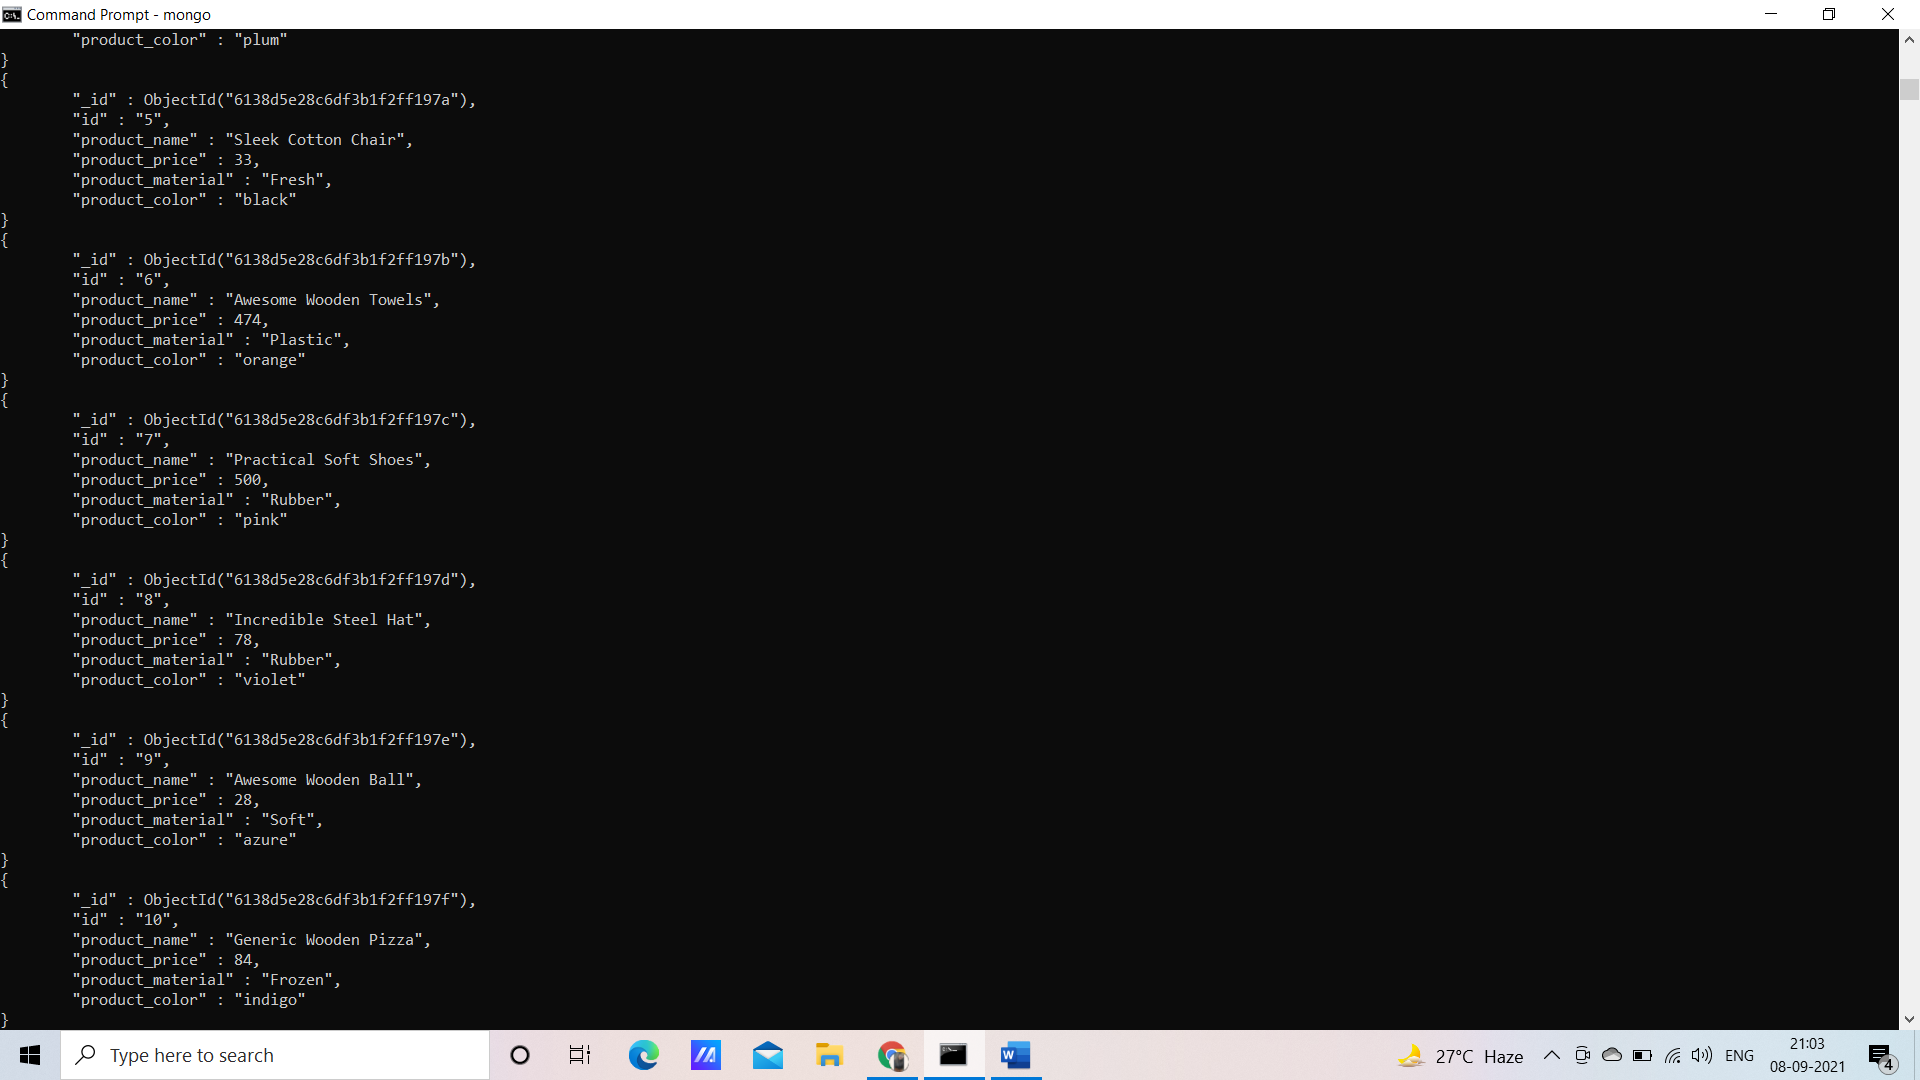 Command Prompt - mongo
"product_color" : "plum"
}
{
"_id" : ObjectId("6138d5e28c6df3b1f2ff197a"),
"id" : "5",
"product_name" : "Sleek Cotton Chair",
"product_price" : 33,
"product_material" : "Fresh",
"product_color" : "black"
}
{
"_id" : ObjectId("6138d5e28c6df3b1f2ff197b"),
"id" : "6",
"product_name" : "Awesome Wooden Towels",
"product_price" : 474,
"product_material" : "Plastic",
"product_color" : "orange"
}
{
"_id" : ObjectId("6138d5e28c6df3b1f2ff197c"),
"id" : "7",
"product_name" : "Practical Soft Shoes",
"product_price" : 500,
"product_material" : "Rubber",
"product_color" : "pink"
}
{
"_id" : ObjectId("6138d5e28c6df3b1f2ff197d"),
"id" : "8",
"product_name" : "Incredible Steel Hat",
"product_price" : 78,
"product_material" : "Rubber",
"product_color" : "violet"
}
{
"_id" : ObjectId("6138d5e28c6df3b1f2ff197e"),
"id" : "9",
"product_name" : "Awesome Wooden Ball",
"product_price" : 28,
"product_material" : "Soft",
"product_color" : "azure"
}
{
"_id" : ObjectId("6138d5e28c6df3b1f2ff197f"),
"id" : "10",
"product_name" : "Generic Wooden Pizza",
"product_price" : 84,
"product_material" : "Frozen",
"product_color" : "indigo"
}
Type here to search
27°C Haze
ENG
21:03
08-09-2021
4